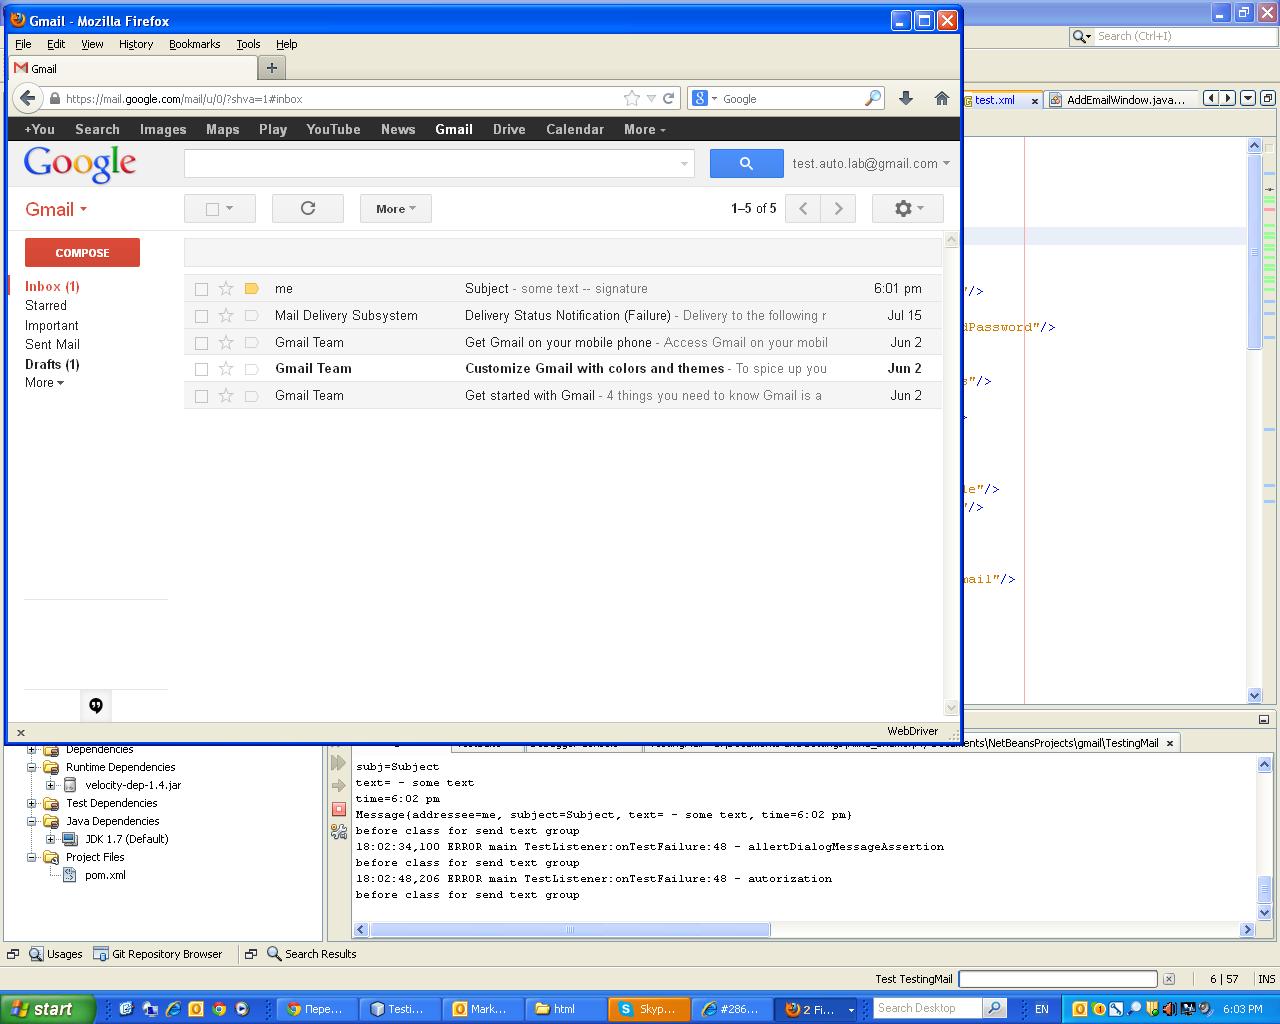 Gmail - Mozilla Firefox
File Edit View History Bookmarks Tools Help
Search (Ctrl+I)
Gmail
https://mail.google.com/mail/u/0/?shva=1#inbox
Google
test.xml
AddEmailWindow.java...
+You Search Images Maps Play YouTube News Gmail Drive Calendar More
Google
test.auto.lab@gmail.com
Gmail
More
1–5 of 5
COMPOSE
Inbox (1)
Starred
Important
Sent Mail
Drafts (1)
More
me Subject - some text -- signature 6:01 pm
Mail Delivery Subsystem Delivery Status Notification (Failure) - Delivery to the following r Jul 15
Gmail Team Get Gmail on your mobile phone - Access Gmail on your mobil Jun 2
Gmail Team Customize Gmail with colors and themes - To spice up you Jun 2
Gmail Team Get started with Gmail - 4 things you need to know Gmail is a Jun 2
"/>
dPassword"/>
s"/>
>
le"/>
"/>
mail"/>
WebDriver
\NetBeansProjects\gmail\TestingMail
Dependencies
Runtime Dependencies
velocity-dep-1.4.jar
Test Dependencies
Java Dependencies
JDK 1.7 (Default)
Project Files
pom.xml
subj=Subject
text= - some text
time=6:02 pm
Message{addressee=me, subject=Subject, text= - some text, time=6:02 pm}
before class for send text group
18:02:34,100 ERROR main TestListener:onTestFailure:48 - allertDialogMessageAssertion
before class for send text group
18:02:48,206 ERROR main TestListener:onTestFailure:48 - autorization
before class for send text group
Usages Git Repository Browser Search Results
Test TestingMail 6 | 57 INS
start Пере... Testi... Mark... html Skyp... #286... 2 Fi... Search Desktop EN 6:03 PM